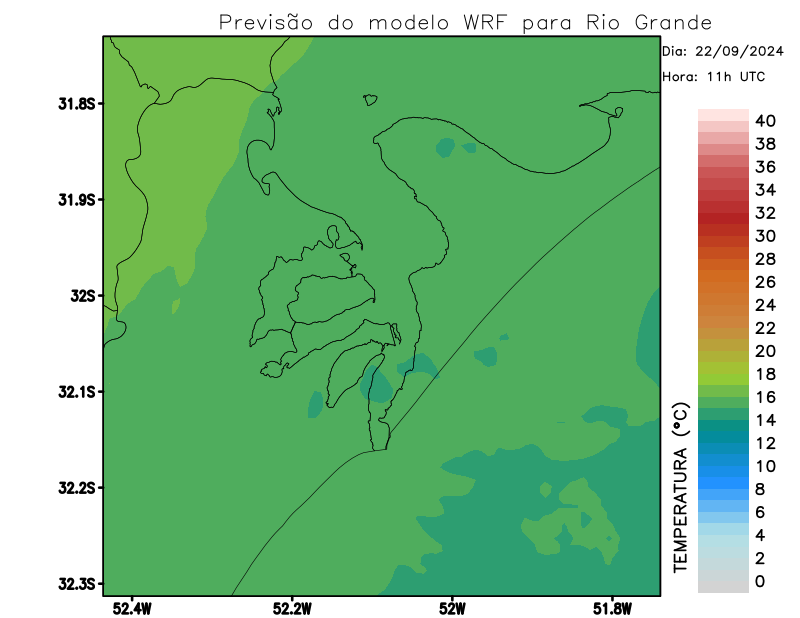 Previsão do modelo WRF para Rio Grande
Dia: 22/09/2024
Hora: 11h UTC
31.8S
31.9S
32S
32.1S
32.2S
32.3S
52.4W
52.2W
52W
51.8W
TEMPERATURA (°C)
40
38
36
34
32
30
28
26
24
22
20
18
16
14
12
10
8
6
4
2
0